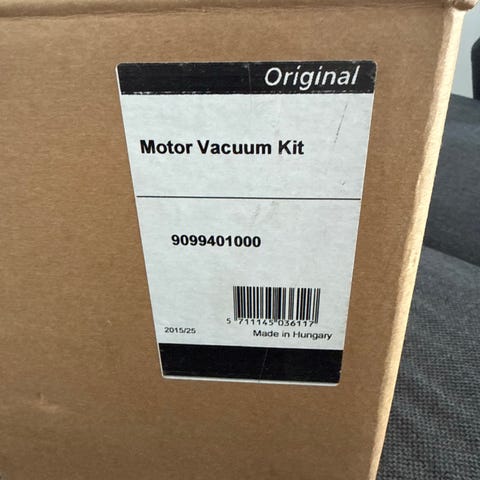 Original
Motor Vacuum Kit
9099401000
5 711145 036117
2015/25
Made in Hungary